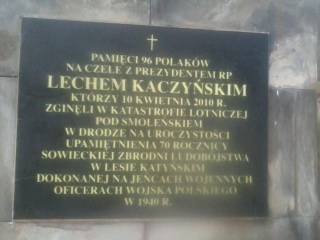 PAMIĘCI 96 POLAKÓW
NA CZELE Z PREZYDENTEM RP
LECHEM KACZYŃSKIM
KTÓRZY 10 KWIETNIA 2010 R.
ZGINĘLI W KATASTROFIE LOTNICZEJ
POD SMOLEŃSKIEM
W DRODZE NA UROCZYSTOŚCI
UPAMIĘTNIENIA 70 ROCZNICY
SOWIECKIEJ ZBRODNI LUDOBÓJSTWA
W LESIE KATYŃSKIM
DOKONANEJ NA JEŃCACH WOJENNYCH
OFICERACH WOJSKA POLSKIEGO
W 1940 R.